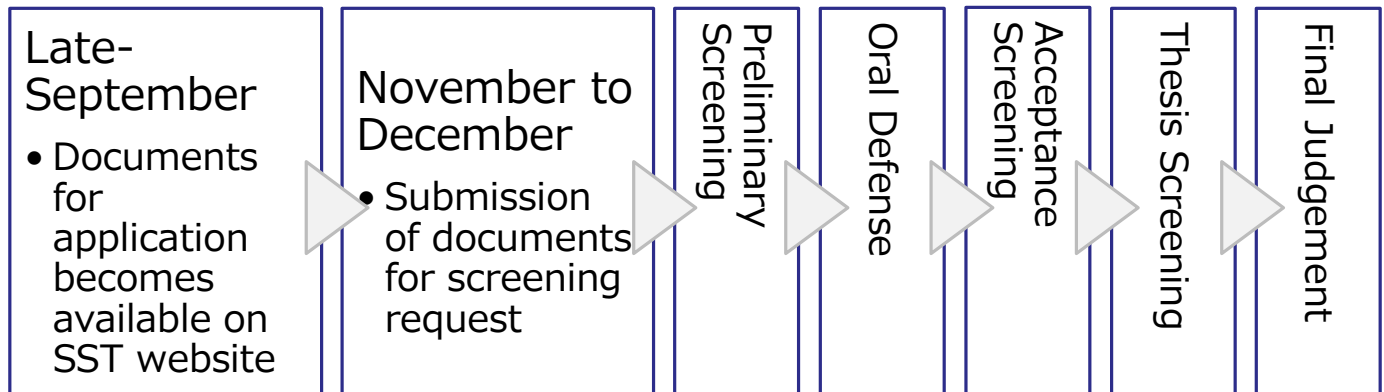 Late-
September
• Documents
for
application
becomes
available on
SST website
November to
December
• Submission
of documents
for screening
request
Preliminary
Screening
Oral Defense
Acceptance
Screening
Thesis Screening
Final Judgement